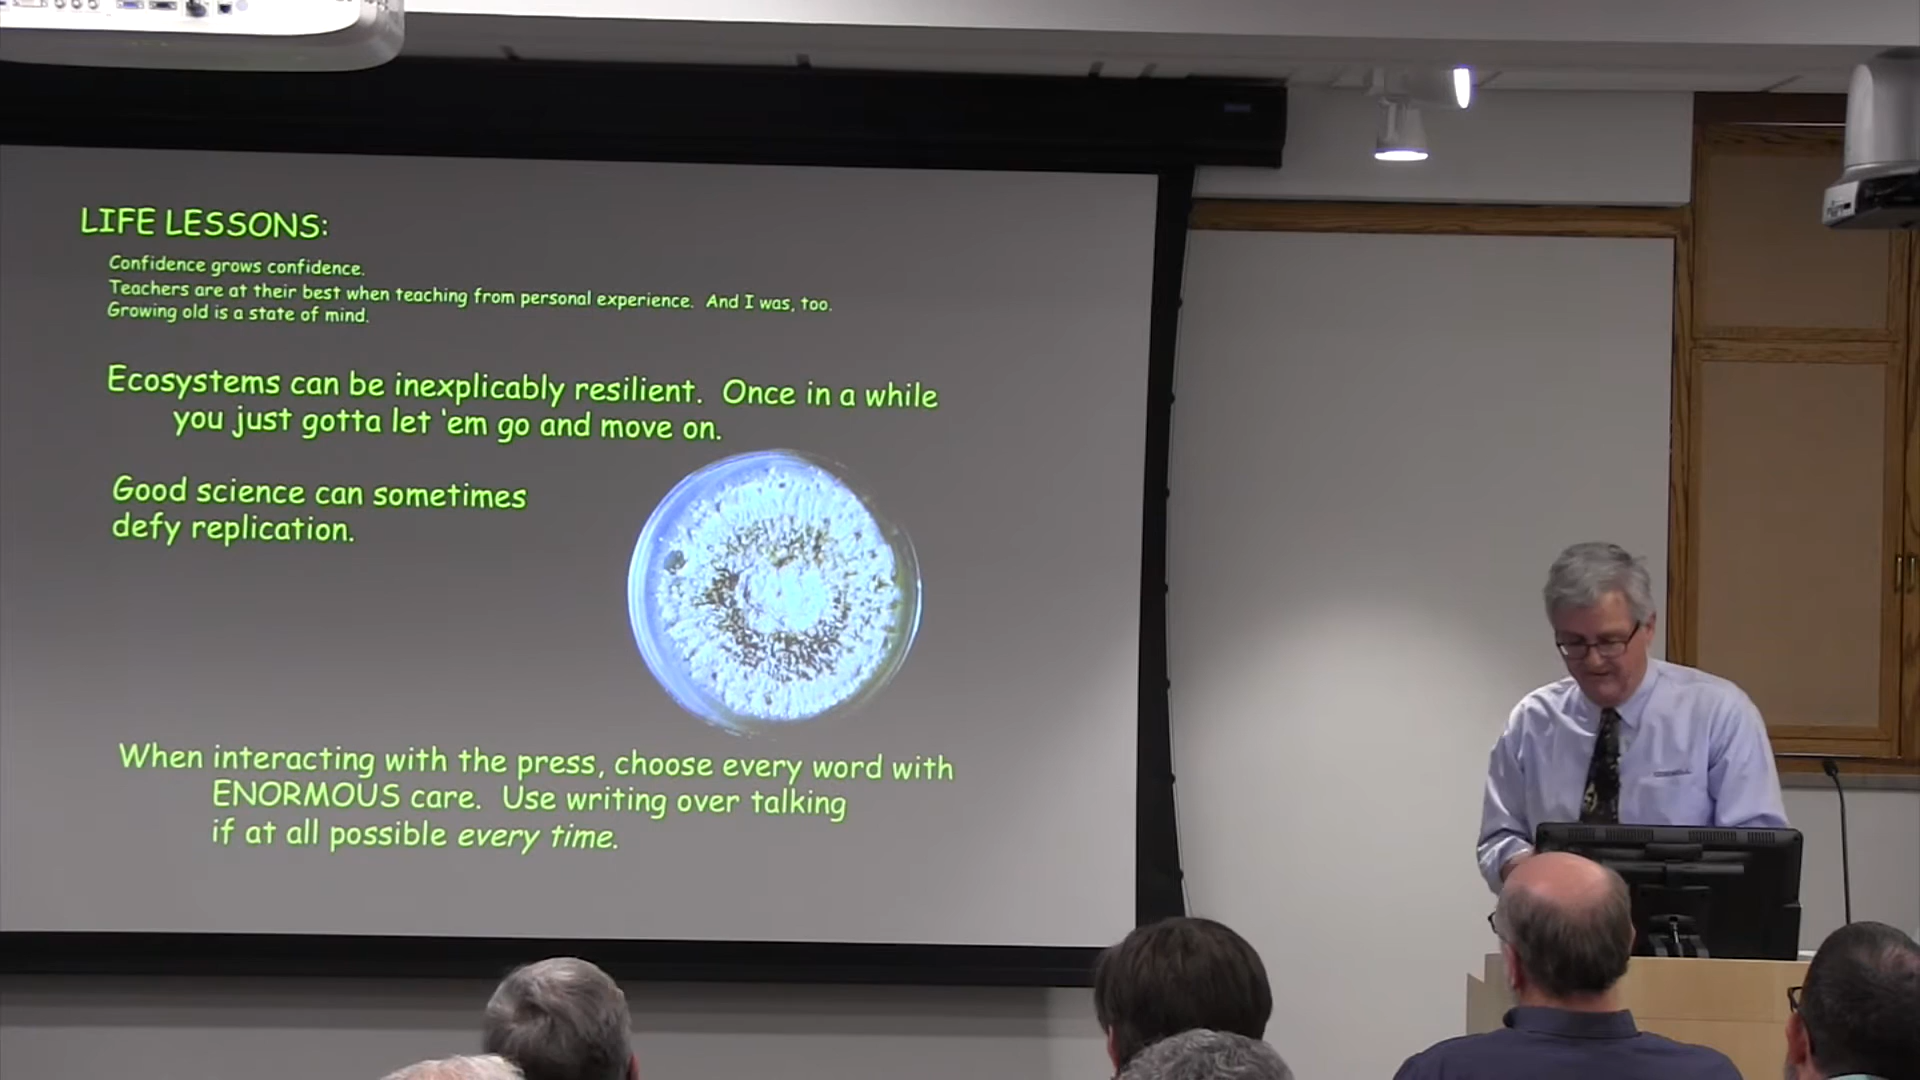 LIFE LESSONS:
Confidence grows confidence.
Teachers are at their best when teaching from personal experience.  And I was, too.
Growing old is a state of mind.
Ecosystems can be inexplicably resilient.  Once in a while
you just gotta let ‘em go and move on.
Good science can sometimes
defy replication.
When interacting with the press, choose every word with
ENORMOUS care.  Use writing over talking
if at all possible every time.